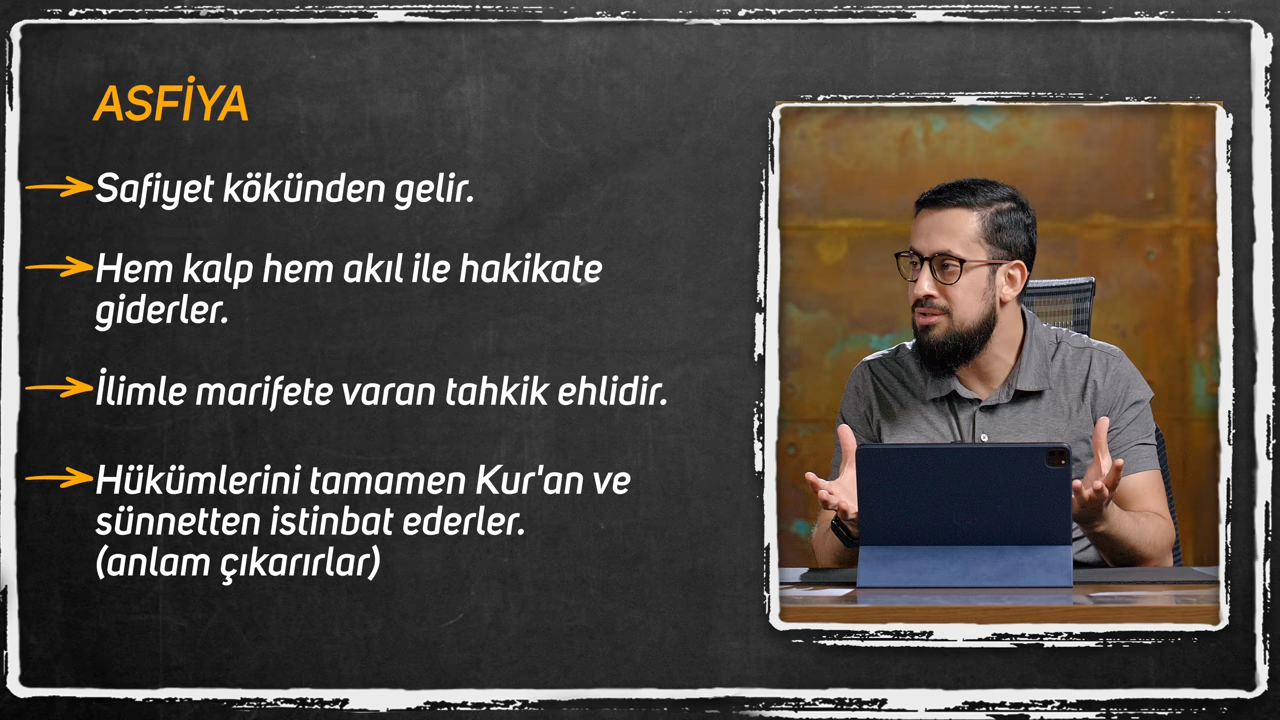 ASFİYA
Safiyet kökünden gelir.
Hem kalp hem akıl ile hakikate
giderler.
İlimle marifete varan tahkik ehlidir.
Hükümlerini tamamen Kur'an ve
sünnetten istinbat ederler.
(anlam çıkarırlar)